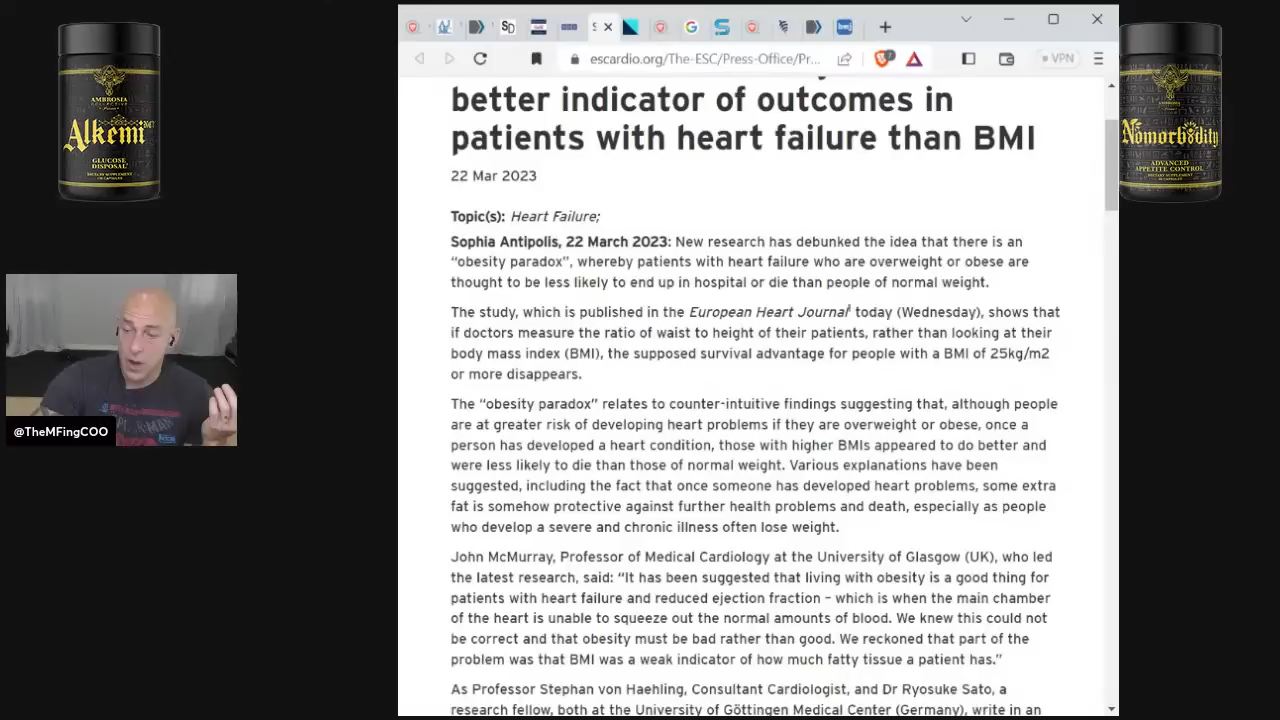 AMBROSIA
COLLECTIVE
Alkemi
GLUCOSE
DISPOSAL
@TheMFingCOO
escardio.org/The-ESC/Press-Office/Pr...
VPN
better indicator of outcomes in
patients with heart failure than BMI
22 Mar 2023
Topic(s): Heart Failure;
Sophia Antipolis, 22 March 2023: New research has debunked the idea that there is an
“obesity paradox”, whereby patients with heart failure who are overweight or obese are
thought to be less likely to end up in hospital or die than people of normal weight.
The study, which is published in the European Heart Journal today (Wednesday), shows that
if doctors measure the ratio of waist to height of their patients, rather than looking at their
body mass index (BMI), the supposed survival advantage for people with a BMI of 25kg/m2
or more disappears.
The “obesity paradox” relates to counter-intuitive findings suggesting that, although people
are at greater risk of developing heart problems if they are overweight or obese, once a
person has developed a heart condition, those with higher BMIs appeared to do better and
were less likely to die than those of normal weight. Various explanations have been
suggested, including the fact that once someone has developed heart problems, some extra
fat is somehow protective against further health problems and death, especially as people
who develop a severe and chronic illness often lose weight.
John McMurray, Professor of Medical Cardiology at the University of Glasgow (UK), who led
the latest research, said: “It has been suggested that living with obesity is a good thing for
patients with heart failure and reduced ejection fraction – which is when the main chamber
of the heart is unable to squeeze out the normal amounts of blood. We knew this could not
be correct and that obesity must be bad rather than good. We reckoned that part of the
problem was that BMI was a weak indicator of how much fatty tissue a patient has.”
As Professor Stephan von Haehling, Consultant Cardiologist, and Dr Ryosuke Sato, a
research fellow, both at the University of Göttingen Medical Center (Germany), write in an
Nomorbidity
ADVANCED
APPETITE CONTROL